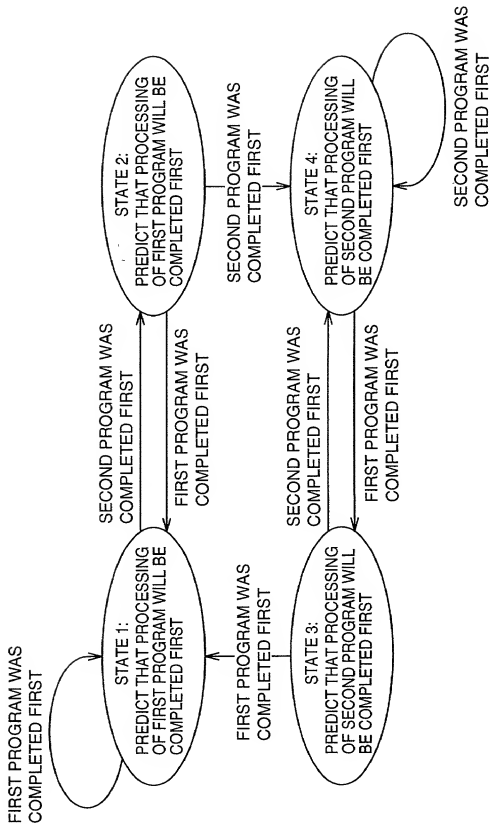 FIRST PROGRAM WAS
COMPLETED FIRST
STATE 1:
PREDICT THAT PROCESSING
OF FIRST PROGRAM WILL BE
COMPLETED FIRST
SECOND PROGRAM WAS
COMPLETED FIRST
FIRST PROGRAM WAS
COMPLETED FIRST
STATE 2:
PREDICT THAT PROCESSING
OF FIRST PROGRAM WILL BE
COMPLETED FIRST
FIRST PROGRAM WAS
COMPLETED FIRST
SECOND PROGRAM WAS
COMPLETED FIRST
STATE 3:
PREDICT THAT PROCESSING
OF SECOND PROGRAM WILL
BE COMPLETED FIRST
SECOND PROGRAM WAS
COMPLETED FIRST
FIRST PROGRAM WAS
COMPLETED FIRST
STATE 4:
PREDICT THAT PROCESSING
OF SECOND PROGRAM WILL
BE COMPLETED FIRST
SECOND PROGRAM WAS
COMPLETED FIRST